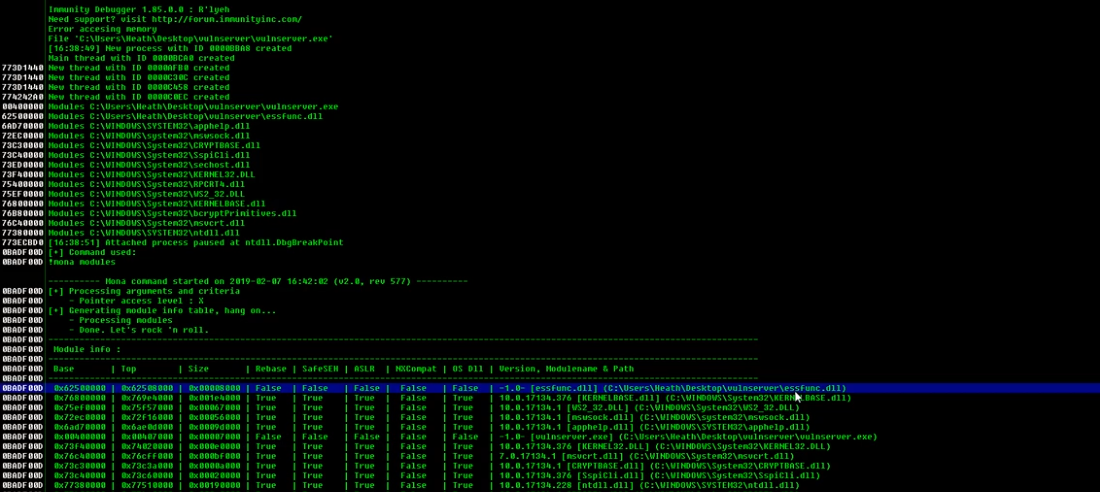 Immunity Debugger 1.85.0.0 : R'lyeh
Need support? visit http://forum.immunityinc.com/
Error accesing memory
File 'C:\Users\Heath\Desktop\vulnserver\vulnserver.exe'
[16:38:49] New process with ID 0000BBA8 created
Main thread with ID 0000BCA0 created
773D1440 New thread with ID 0000AFB0 created
773D1440 New thread with ID 0000C30C created
773D1440 New thread with ID 0000C458 created
774242A0 New thread with ID 0000C0EC created
00400000 Modules C:\Users\Heath\Desktop\vulnserver\vulnserver.exe
62500000 Modules C:\Users\Heath\Desktop\vulnserver\essfunc.dll
6AD70000 Modules C:\WINDOWS\SYSTEM32\apphelp.dll
72EC0000 Modules C:\WINDOWS\system32\mswsock.dll
73C30000 Modules C:\WINDOWS\System32\CRYPTBASE.dll
73C40000 Modules C:\WINDOWS\System32\SspiCli.dll
73ED0000 Modules C:\WINDOWS\System32\sechost.dll
73F40000 Modules C:\WINDOWS\System32\KERNEL32.DLL
75400000 Modules C:\WINDOWS\System32\RPCRT4.dll
75EF0000 Modules C:\WINDOWS\System32\WS2_32.DLL
76800000 Modules C:\WINDOWS\System32\KERNELBASE.dll
76B80000 Modules C:\WINDOWS\System32\bcryptPrimitives.dll
76C40000 Modules C:\WINDOWS\System32\msvcrt.dll
77380000 Modules C:\WINDOWS\SYSTEM32\ntdll.dll
773ECBD0 [16:38:51] Attached process paused at ntdll.DbgBreakPoint
0BADF00D [+] Command used:
0BADF00D !mona modules
---------- Mona command started on 2019-02-07 16:42:02 (v2.0, rev 577) ----------
0BADF00D [+] Processing arguments and criteria
0BADF00D - Pointer access level : X
0BADF00D [+] Generating module info table, hang on...
0BADF00D - Processing modules
0BADF00D - Done. Let's rock 'n roll.
0BADF00D
0BADF00D Module info :
0BADF00D
0BADF00D Base | Top | Size | Rebase | SafeSEH | ASLR | NXCompat | OS Dll | Version, Modulename & Path
0BADF00D
0BADF00D 0x62500000 | 0x62508000 | 0x00008000 | False | False | False | False | False | -1.0- [essfunc.dll] (C:\Users\Heath\Desktop\vulnserver\essfunc.dll)
0BADF00D 0x76800000 | 0x769e4000 | 0x001e4000 | True | True | True | False | True | 10.0.17134.376 [KERNELBASE.dll] (C:\WINDOWS\System32\KERNELBASE.dll)
0BADF00D 0x75ef0000 | 0x75f57000 | 0x00067000 | True | True | True | False | True | 10.0.17134.1 [WS2_32.DLL] (C:\WINDOWS\System32\WS2_32.DLL)
0BADF00D 0x72ec0000 | 0x72f16000 | 0x00056000 | True | True | True | False | True | 10.0.17134.1 [mswsock.dll] (C:\WINDOWS\system32\mswsock.dll)
0BADF00D 0x6ad70000 | 0x6ae0d000 | 0x0009d000 | True | True | True | False | True | 10.0.17134.1 [apphelp.dll] (C:\WINDOWS\SYSTEM32\apphelp.dll)
0BADF00D 0x00400000 | 0x00407000 | 0x00007000 | False | False | False | False | False | -1.0- [vulnserver.exe] (C:\Users\Heath\Desktop\vulnserver\vulnserver.exe)
0BADF00D 0x73f40000 | 0x74020000 | 0x000e0000 | True | True | True | False | True | 10.0.17134.376 [KERNEL32.DLL] (C:\WINDOWS\System32\KERNEL32.DLL)
0BADF00D 0x76c40000 | 0x76cff000 | 0x000bf000 | True | True | True | False | True | 7.0.17134.1 [msvcrt.dll] (C:\WINDOWS\System32\msvcrt.dll)
0BADF00D 0x73c30000 | 0x73c3a000 | 0x0000a000 | True | True | True | False | True | 10.0.17134.1 [CRYPTBASE.dll] (C:\WINDOWS\System32\CRYPTBASE.dll)
0BADF00D 0x73c40000 | 0x73c60000 | 0x00020000 | True | True | True | False | True | 10.0.17134.376 [SspiCli.dll] (C:\WINDOWS\System32\SspiCli.dll)
0BADF00D 0x77380000 | 0x77510000 | 0x00190000 | True | True | True | False | True | 10.0.17134.228 [ntdll.dll] (C:\WINDOWS\SYSTEM32\ntdll.dll)